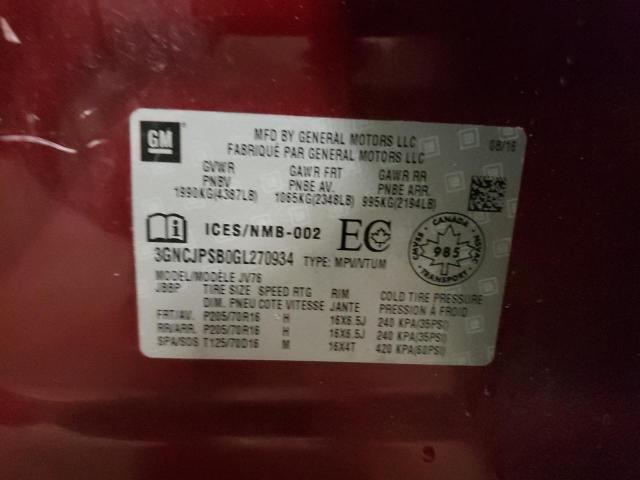 GM
MFD BY GENERAL MOTORS LLC
FABRIQUÉ PAR GENERAL MOTORS LLC
08/16
GVWR GAWR FRT GAWR RR
PNBV PNBE AV. PNBE ARR.
1990KG(4387LB) 1065KG(2348LB) 995KG(2194LB)
ICES/NMB-002 EC
CANADA ROYAL TRANSPORT 985
3GNCJPSB0GL270934 TYPE: MPV/VTUM
MODEL/MODÈLE JV76
JBBP TIRE SIZE SPEED RTG RIM COLD TIRE PRESSURE
DIM. PNEU COTE VITESSE JANTE PRESSION À FROID
FRT/AV. P205/70R16 H 16X6.5J 240 KPA(35PSI)
RR/ARR. P205/70R16 H 16X6.5J 240 KPA(35PSI)
SPA/SOS T125/70D16 M 16X4T 420 KPA(60PSI)